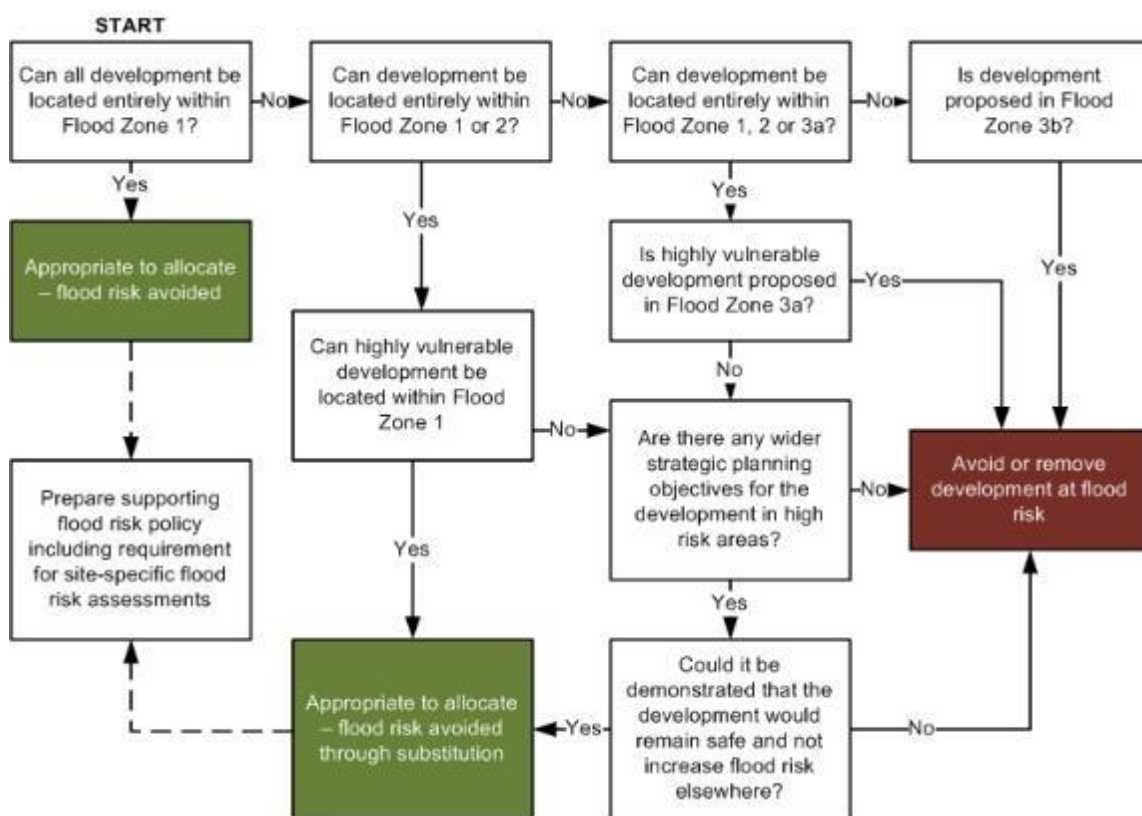 START
Can all development be
located entirely within
Flood Zone 1?
No
Can development be
located entirely within
Flood Zone 1 or 2?
No
Can development be
located entirely within
Flood Zone 1, 2 or 3a?
No
Is development
proposed in Flood
Zone 3b?
Yes
Yes
Yes
Yes
Appropriate to allocate
– flood risk avoided
Is highly vulnerable
development proposed
in Flood Zone 3a?
Yes
No
Can highly vulnerable
development be
located within Flood
Zone 1
No
Yes
Are there any wider
strategic planning
objectives for the
development in high
risk areas?
No
Yes
Avoid or remove
development at flood
risk
Prepare supporting
flood risk policy
including requirement
for site-specific flood
risk assessments
Appropriate to allocate
– flood risk avoided
through substitution
Yes
Could it be
demonstrated that the
development would
remain safe and not
increase flood risk
elsewhere?
No